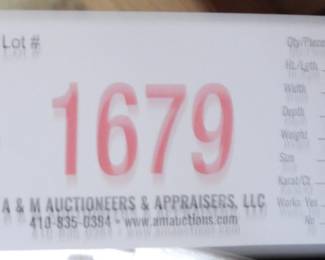 Lot #
1679
A & M AUCTIONEERS & APPRAISERS, LLC
410-835-0384 • www.amauctions.com
Qty/Pieces
Ht./Lgth
Width
Depth
Weight
Size
Karat/Ct
Works: Yes
No